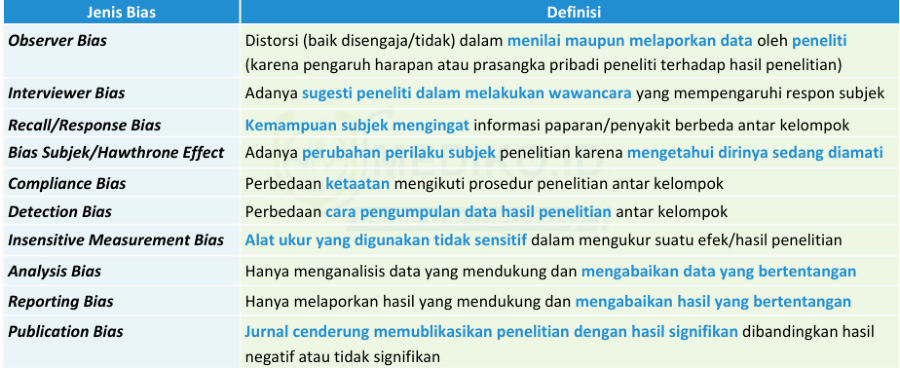 Jenis Bias Definisi
Observer Bias Distorsi (baik disengaja/tidak) dalam menilai maupun melaporkan data oleh peneliti
(karena pengaruh harapan atau prasangka pribadi peneliti terhadap hasil penelitian)
Interviewer Bias Adanya sugesti peneliti dalam melakukan wawancara yang mempengaruhi respon subjek
Recall/Response Bias Kemampuan subjek mengingat informasi paparan/penyakit berbeda antar kelompok
Bias Subjek/Hawthrone Effect Adanya perubahan perilaku subjek penelitian karena mengetahui dirinya sedang diamati
Compliance Bias Perbedaan ketaatan mengikuti prosedur penelitian antar kelompok
Detection Bias Perbedaan cara pengumpulan data hasil penelitian antar kelompok
Insensitive Measurement Bias Alat ukur yang digunakan tidak sensitif dalam mengukur suatu efek/hasil penelitian
Analysis Bias Hanya menganalisis data yang mendukung dan mengabaikan data yang bertentangan
Reporting Bias Hanya melaporkan hasil yang mendukung dan mengabaikan hasil yang bertentangan
Publication Bias Jurnal cenderung memublikasikan penelitian dengan hasil signifikan dibandingkan hasil
negatif atau tidak signifikan